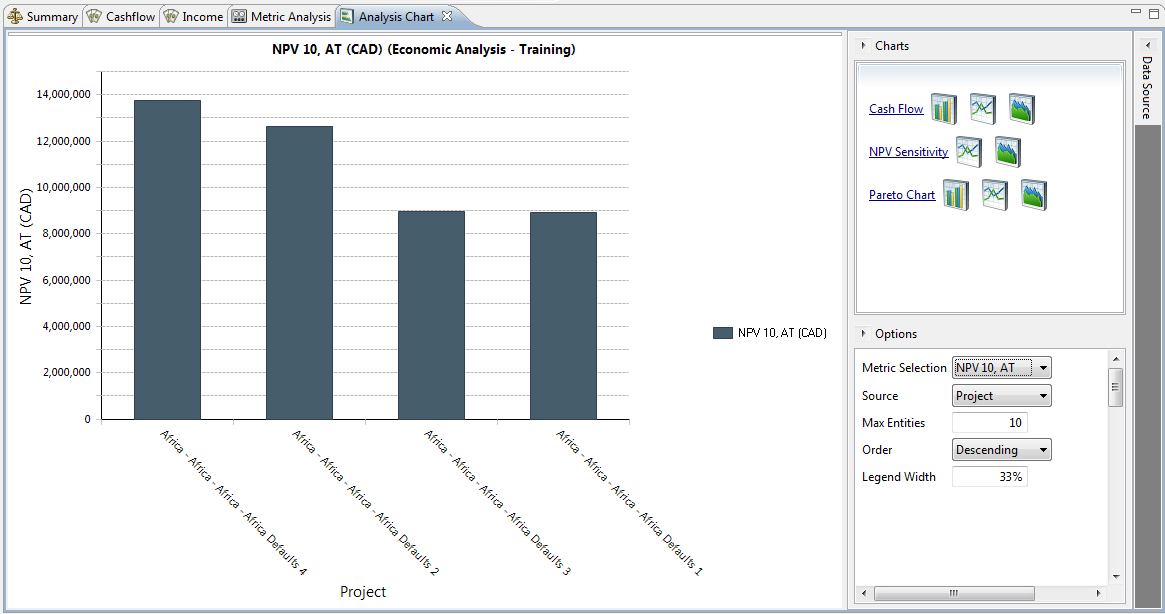 Summary Cashflow Income Metric Analysis Analysis Chart
NPV 10, AT (CAD) (Economic Analysis - Training)
NPV 10, AT (CAD)
14,000,000
12,000,000
10,000,000
8,000,000
6,000,000
4,000,000
2,000,000
0
Africa - Africa - Africa - Africa Defaults 4
Africa - Africa - Africa - Africa Defaults 2
Africa - Africa - Africa - Africa Defaults 3
Africa - Africa - Africa - Africa Defaults 1
Project
NPV 10, AT (CAD)
Charts
Cash Flow
NPV Sensitivity
Pareto Chart
Options
Metric Selection NPV 10, AT
Source Project
Max Entities 10
Order Descending
Legend Width 33%
Data Source